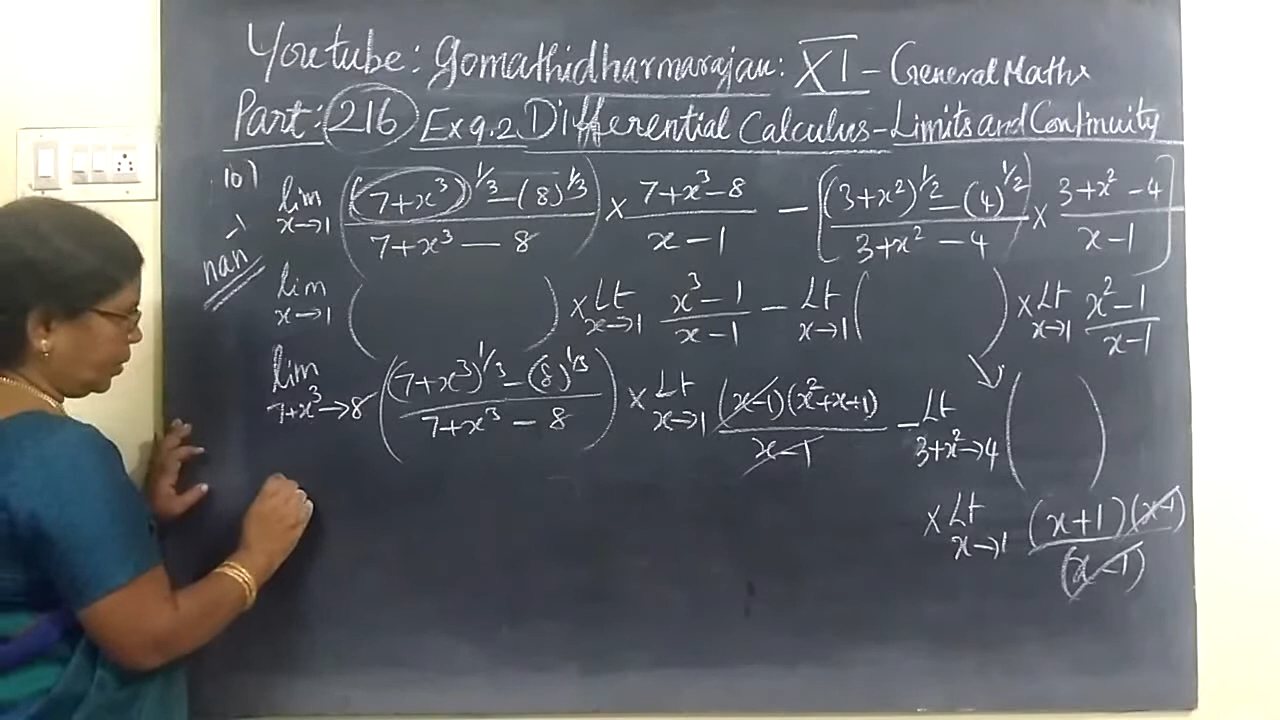 Youtube: Gomathidharmarajan: XI - General Maths
Part: 216 Ex 9.2 Differential Calculus - Limits and Continuity
10) lim x→1 ( ((7+x³)^1/3 - (8)^1/3) / (7+x³ - 8) ) × (7+x³-8)/(x-1) - [ ( ((3+x²)^1/2 - (4)^1/2) / (3+x² - 4) ) × (3+x²-4)/(x-1) ]
nan
lim x→1 ( ) × Lt x→1 (x³-1)/(x-1) - Lt x→1 ( ) × Lt x→1 (x²-1)/(x-1)
lim 7+x³→8 ( ((7+x³)^1/3 - (8)^1/3) / (7+x³ - 8) ) × Lt x→1 (x-1)(x²+x+1)/(x-1) - Lt 3+x²→4 ( )
× Lt x→1 (x+1)(x-1)/(x-1)